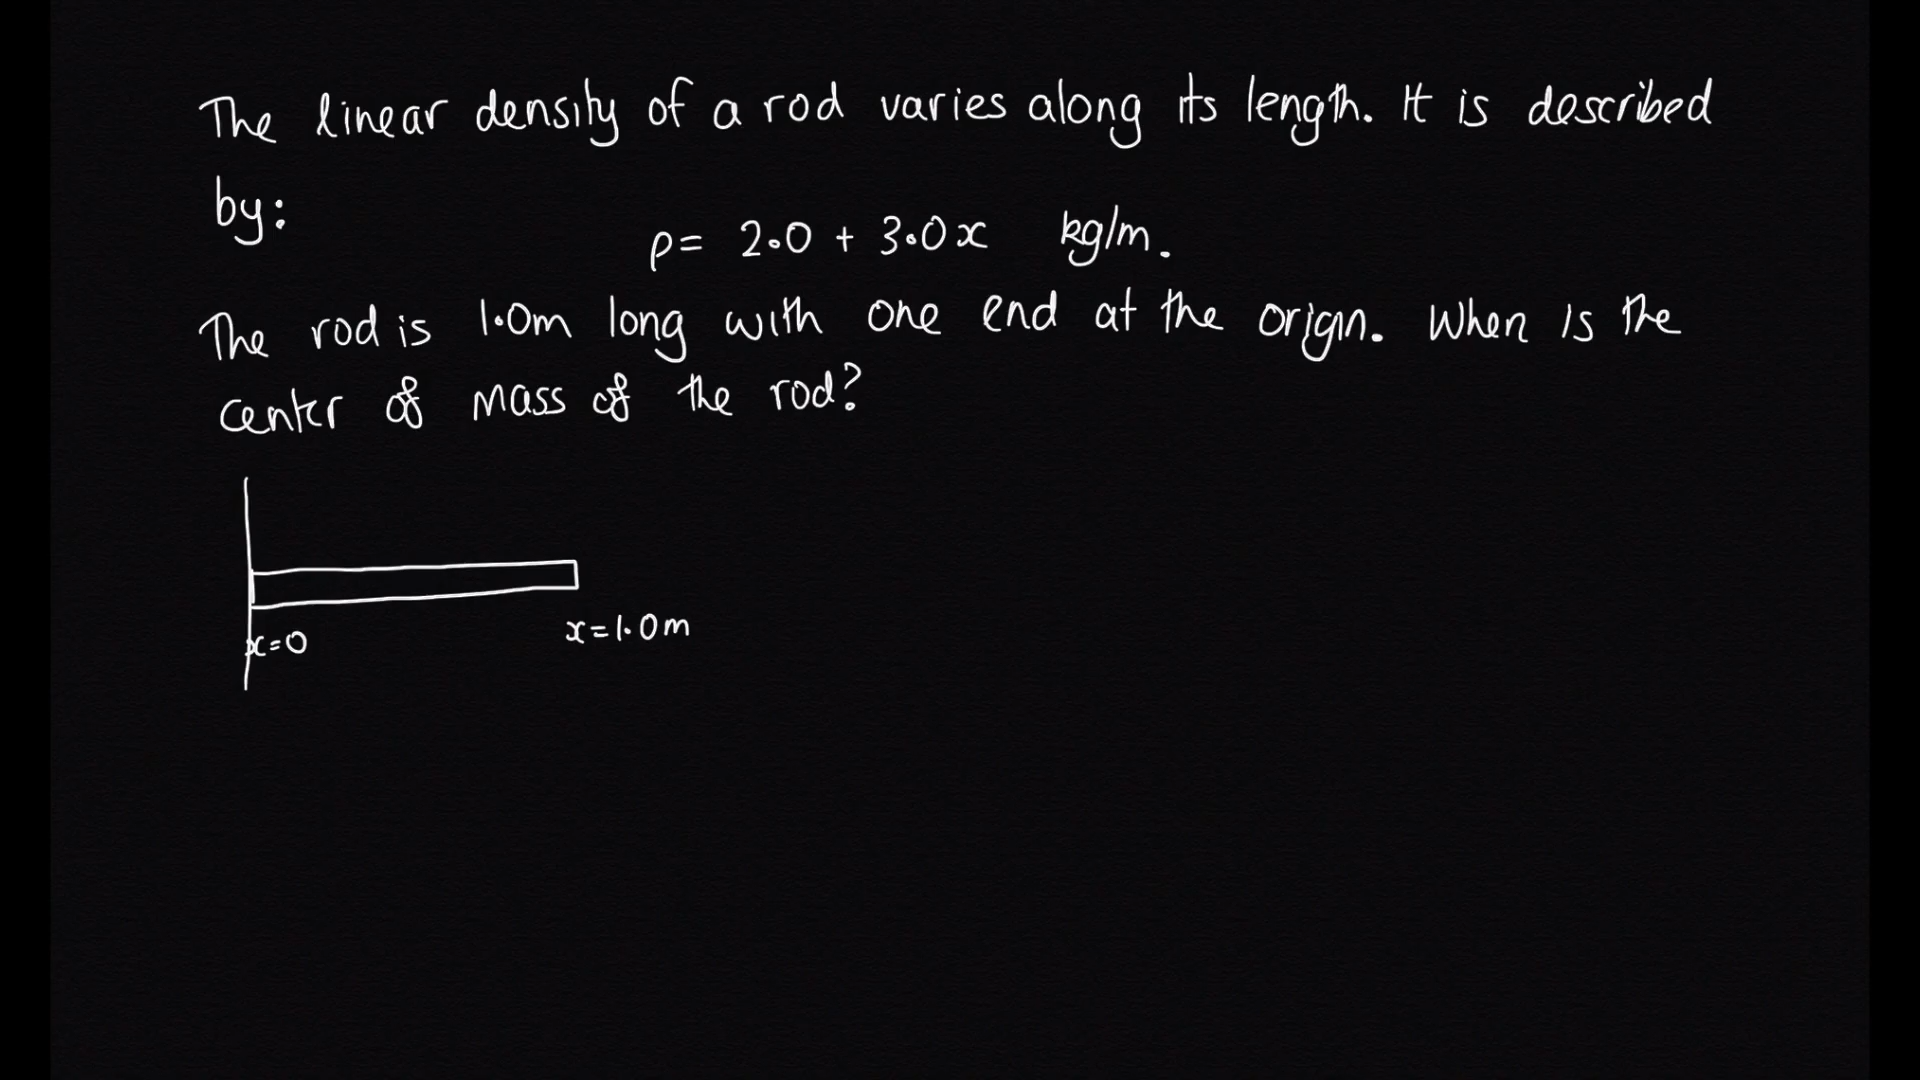 The linear density of a rod varies along its length. It is described
by:
ρ = 2.0 + 3.0x kg/m.
The rod is 1.0m long with one end at the origin. When is the
center of mass of the rod?
x=0
x=1.0m